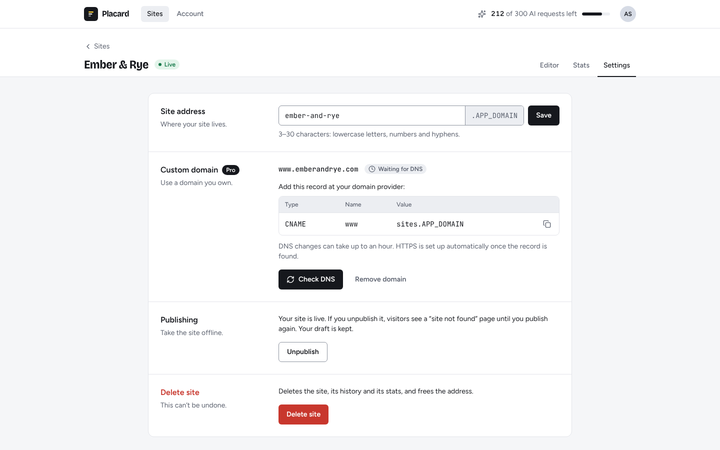 Placard
Sites
Account
212 of 300 AI requests left
AS
Sites
Ember & Rye
Live
Editor
Stats
Settings
Site address
Where your site lives.
ember-and-rye
.APP_DOMAIN
Save
3–30 characters: lowercase letters, numbers and hyphens.
Custom domain
Pro
Use a domain you own.
www.emberandrye.com
Waiting for DNS
Add this record at your domain provider:
Type Name Value
CNAME www sites.APP_DOMAIN
DNS changes can take up to an hour. HTTPS is set up automatically once the record is
found.
Check DNS
Remove domain
Publishing
Take the site offline.
Your site is live. If you unpublish it, visitors see a “site not found” page until you publish
again. Your draft is kept.
Unpublish
Delete site
This can't be undone.
Deletes the site, its history and its stats, and frees the address.
Delete site